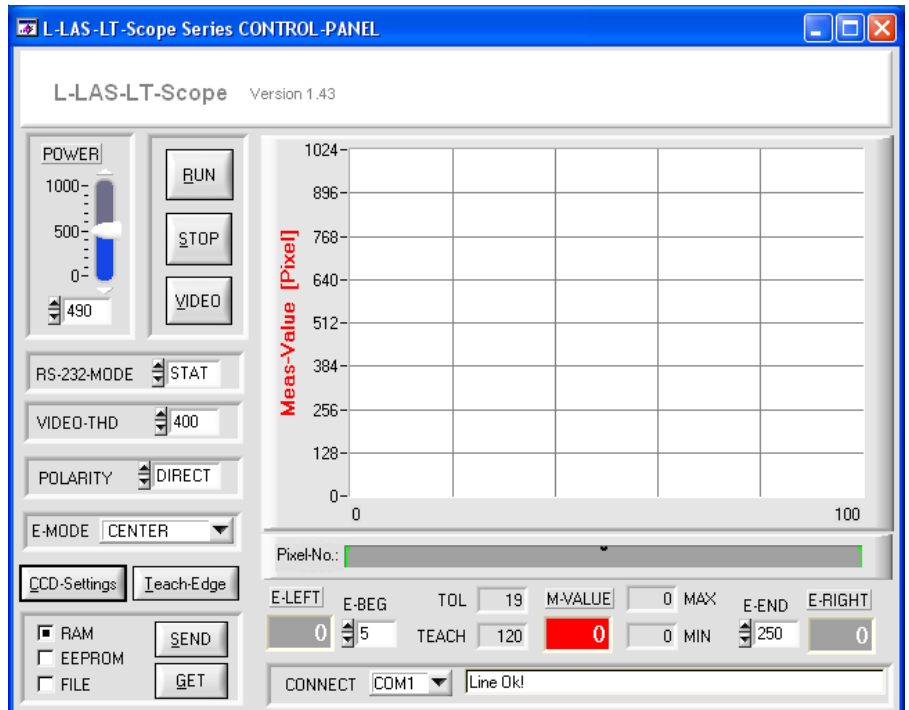 L-LAS-LT-Scope Series CONTROL-PANEL
L-LAS-LT-Scope Version 1.43
POWER
1000
500
0
490
RUN
STOP
VIDEO
RS-232-MODE STAT
VIDEO-THD 400
POLARITY DIRECT
E-MODE CENTER
CCD-Settings Teach-Edge
RAM
EEPROM
FILE
SEND
GET
Meas-Value [Pixel]
1024
896
768
640
512
384
256
128
0
0 100
Pixel-No.:
E-LEFT E-BEG TOL 19 M-VALUE 0 MAX E-END E-RIGHT
0 5 TEACH 120 0 0 MIN 250 0
CONNECT COM1 Line Ok!